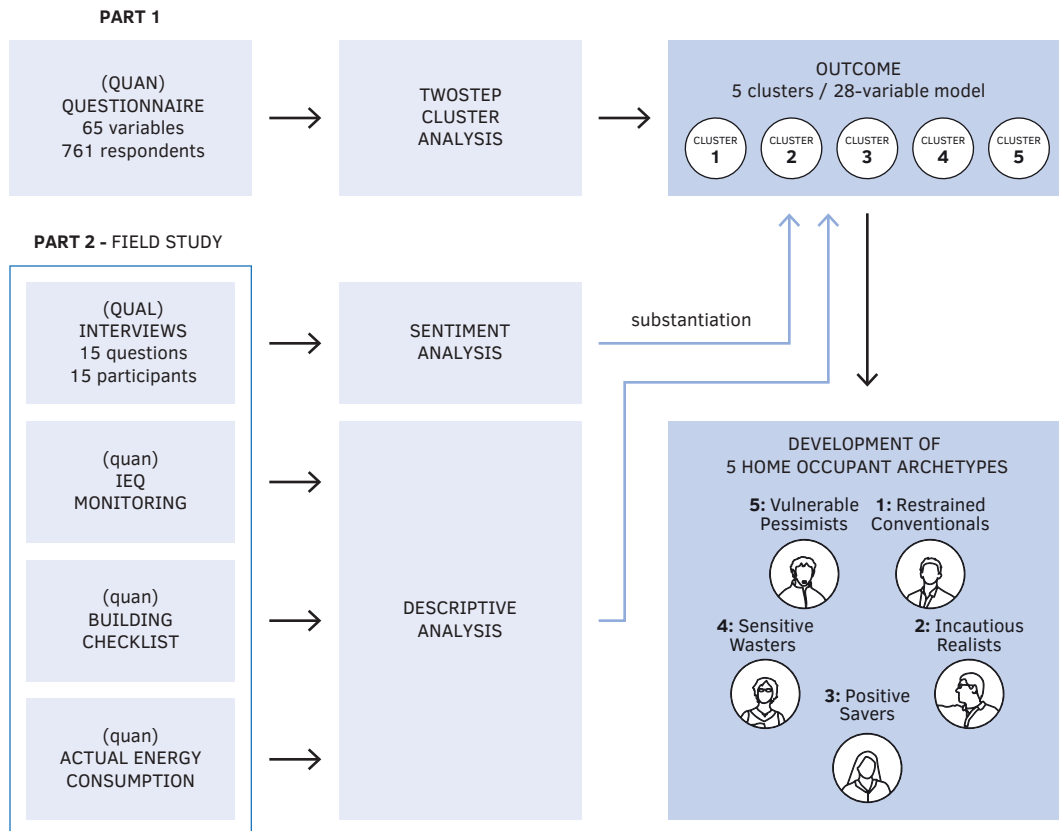 PART 1
(QUAN)
QUESTIONNAIRE
65 variables
761 respondents
TWOSTEP
CLUSTER
ANALYSIS
OUTCOME
5 clusters / 28-variable model
CLUSTER
1
CLUSTER
2
CLUSTER
3
CLUSTER
4
CLUSTER
5
PART 2 - FIELD STUDY
(QUAL)
INTERVIEWS
15 questions
15 participants
SENTIMENT
ANALYSIS
substantiation
(quan)
IEQ
MONITORING
(quan)
BUILDING
CHECKLIST
(quan)
ACTUAL ENERGY
CONSUMPTION
DESCRIPTIVE
ANALYSIS
DEVELOPMENT OF
5 HOME OCCUPANT ARCHETYPES
5: Vulnerable
Pessimists
1: Restrained
Conventionals
4: Sensitive
Wasters
2: Incautious
Realists
3: Positive
Savers